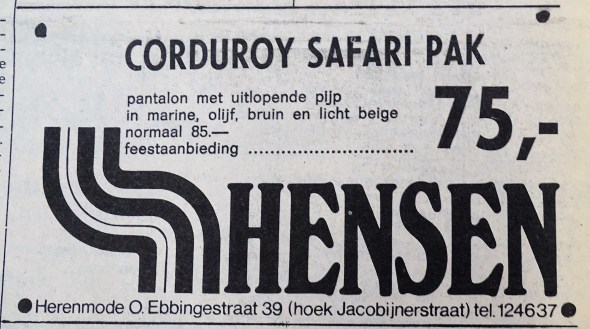 CORDUROY SAFARI PAK
pantalon met uitlopende pijp
in marine, olijf, bruin en licht beige
normaal 85.—
feestaanbieding ........................
75,-
HENSEN
● Herenmode O. Ebbingestraat 39 (hoek Jacobijnerstraat) tel. 124637 ●